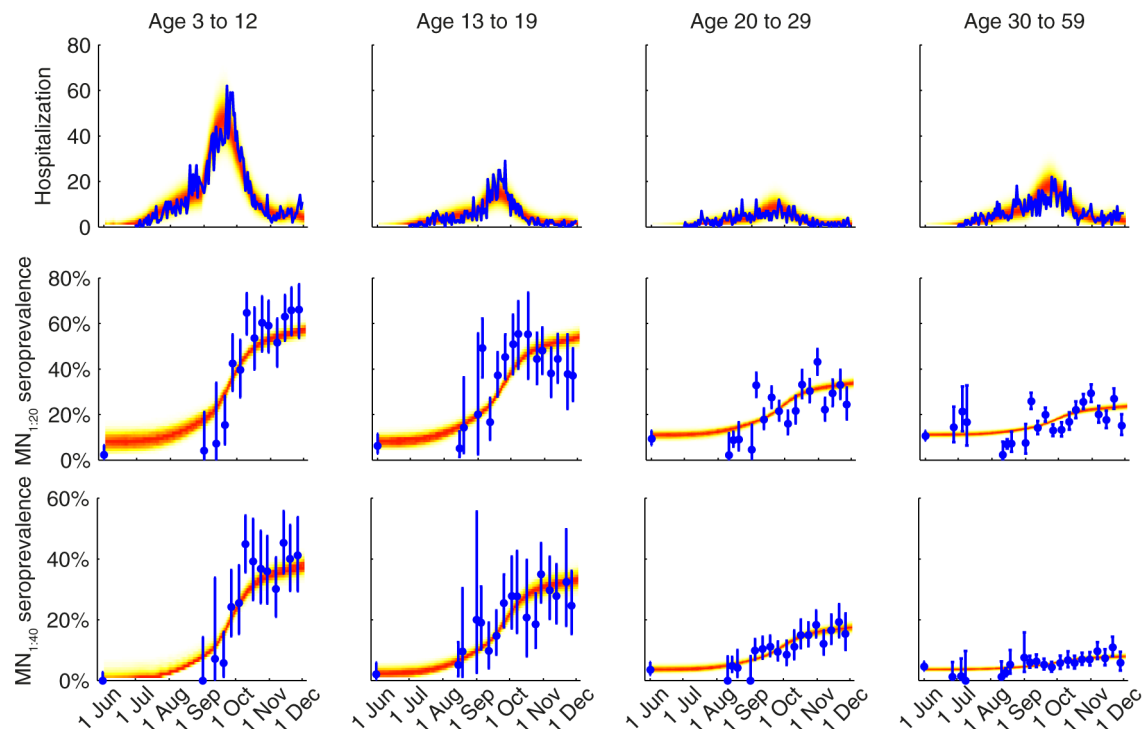 Age 3 to 12 Age 13 to 19 Age 20 to 29 Age 30 to 59
Hospitalization
80
60
40
20
0
MN1:20 seroprevalence
80%
60%
40%
20%
0%
MN1:40 seroprevalence
60%
40%
20%
0%
1 Jun 1 Jul 1 Aug 1 Sep 1 Oct 1 Nov 1 Dec
1 Jun 1 Jul 1 Aug 1 Sep 1 Oct 1 Nov 1 Dec
1 Jun 1 Jul 1 Aug 1 Sep 1 Oct 1 Nov 1 Dec
1 Jun 1 Jul 1 Aug 1 Sep 1 Oct 1 Nov 1 Dec